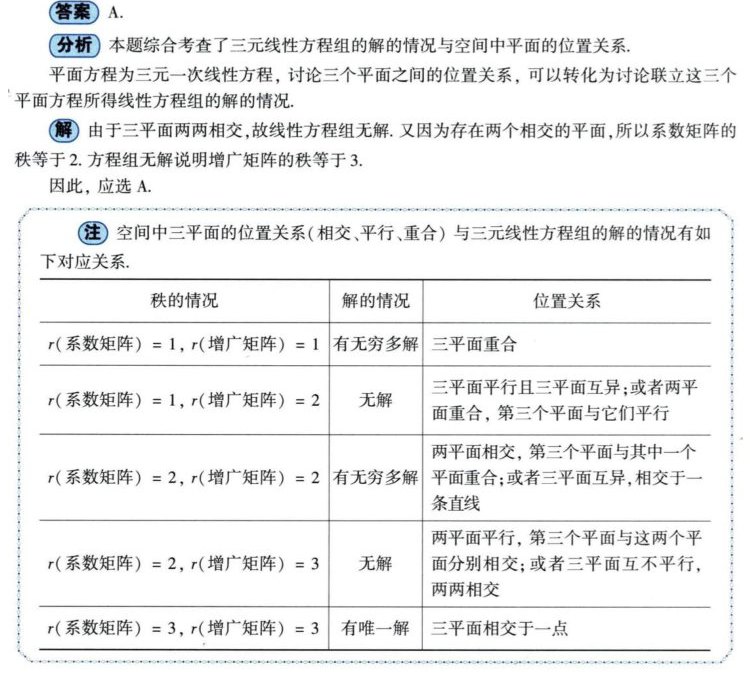 答案 A.
分析 本题综合考查了三元线性方程组的解的情况与空间中平面的位置关系.
平面方程为三元一次线性方程, 讨论三个平面之间的位置关系, 可以转化为讨论联立这三个
平面方程所得线性方程组的解的情况.
解 由于三平面两两相交,故线性方程组无解. 又因为存在两个相交的平面,所以系数矩阵的
秩等于2. 方程组无解说明增广矩阵的秩等于3.
因此, 应选 A.
注 空间中三平面的位置关系(相交、平行、重合) 与三元线性方程组的解的情况有如
下对应关系.
秩的情况 解的情况 位置关系
r(系数矩阵) = 1, r(增广矩阵) = 1 有无穷多解 三平面重合
r(系数矩阵) = 1, r(增广矩阵) = 2 无解 三平面平行且三平面互异;或者两平
面重合, 第三个平面与它们平行
r(系数矩阵) = 2, r(增广矩阵) = 2 有无穷多解 两平面相交, 第三个平面与其中一个
平面重合;或者三平面互异,相交于一
条直线
r(系数矩阵) = 2, r(增广矩阵) = 3 无解 两平面平行, 第三个平面与这两个平
面分别相交; 或者三平面互不平行,
两两相交
r(系数矩阵) = 3, r(增广矩阵) = 3 有唯一解 三平面相交于一点